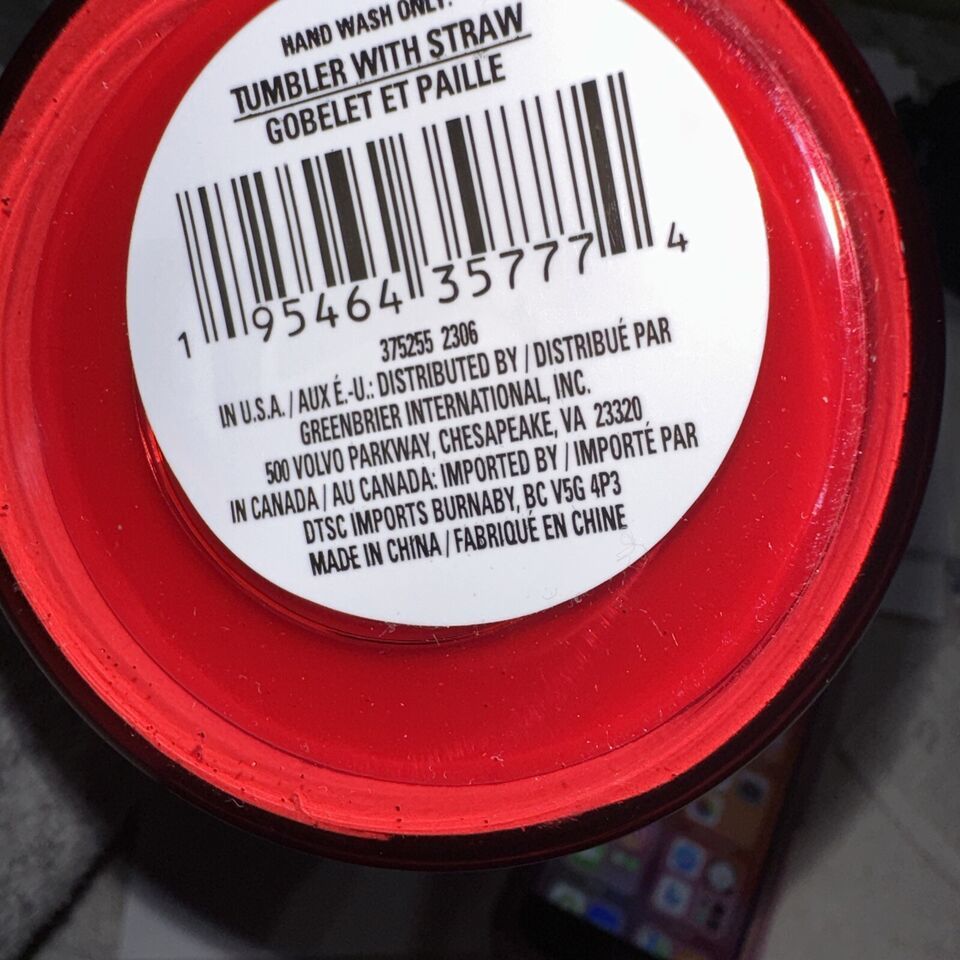 HAND WASH ONLY.
TUMBLER WITH STRAW
GOBELET ET PAILLE
1 95464 35777 4
375255 2306
IN U.S.A. / AUX É.-U.: DISTRIBUTED BY / DISTRIBUÉ PAR
GREENBRIER INTERNATIONAL, INC.
500 VOLVO PARKWAY, CHESAPEAKE, VA 23320
IN CANADA / AU CANADA: IMPORTED BY / IMPORTÉ PAR
DTSC IMPORTS BURNABY, BC V5G 4P3
MADE IN CHINA / FABRIQUÉ EN CHINE